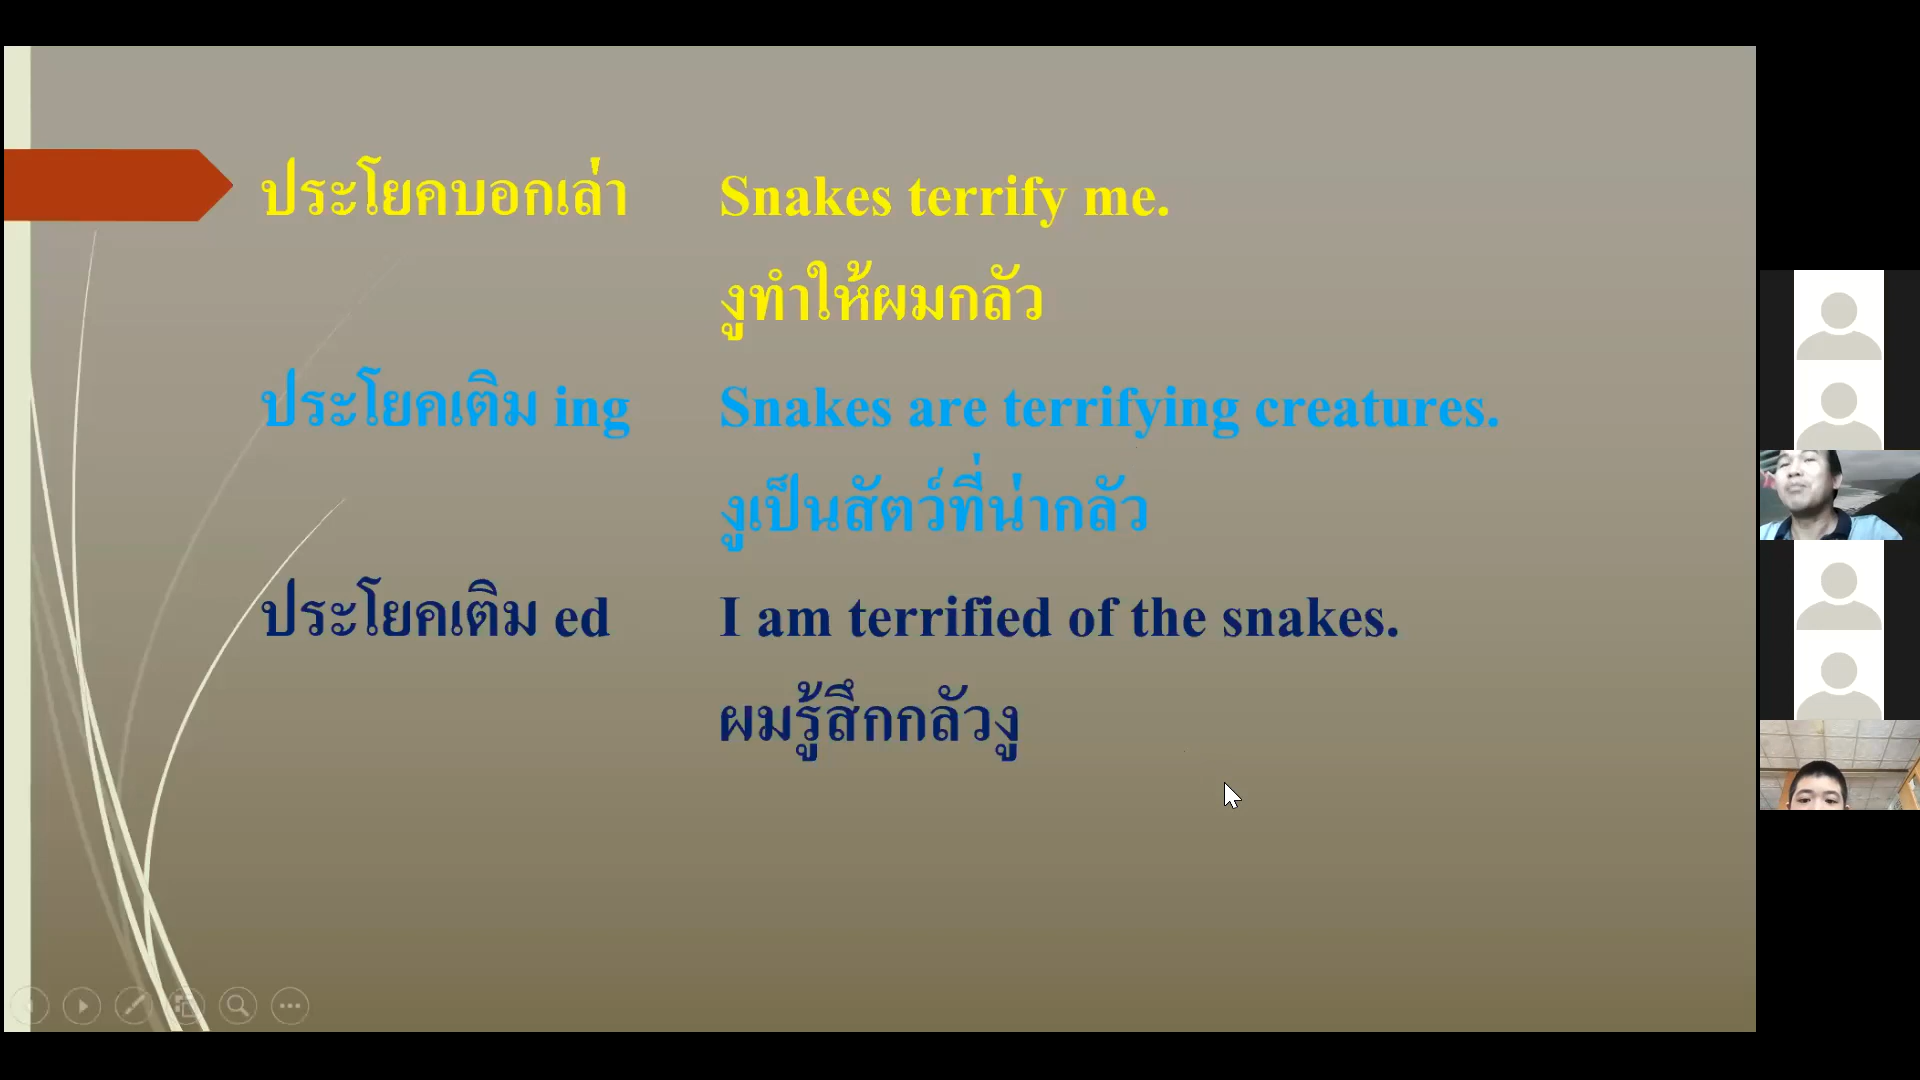 ประโยคบอกเล่า Snakes terrify me.
งูทำให้ผมกลัว
ประโยคเติม ing Snakes are terrifying creatures.
งูเป็นสัตว์ที่น่ากลัว
ประโยคเติม ed I am terrified of the snakes.
ผมรู้สึกกลัวงู